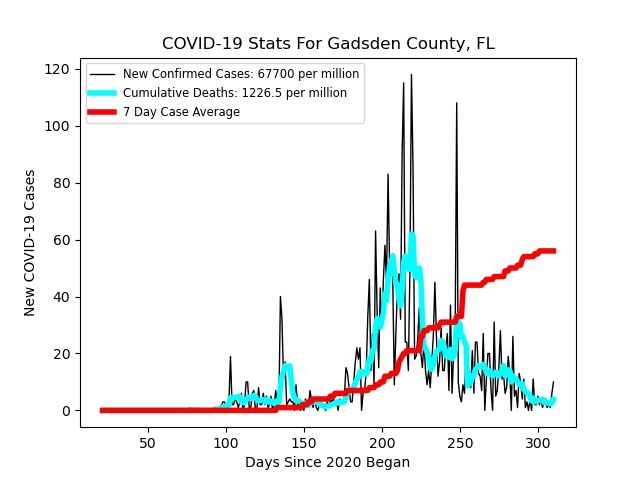 COVID-19 Stats For Gadsden County, FL
New Confirmed Cases: 67700 per million
Cumulative Deaths: 1226.5 per million
7 Day Case Average
New COVID-19 Cases
120
100
80
60
40
20
0
50 100 150 200 250 300
Days Since 2020 Began